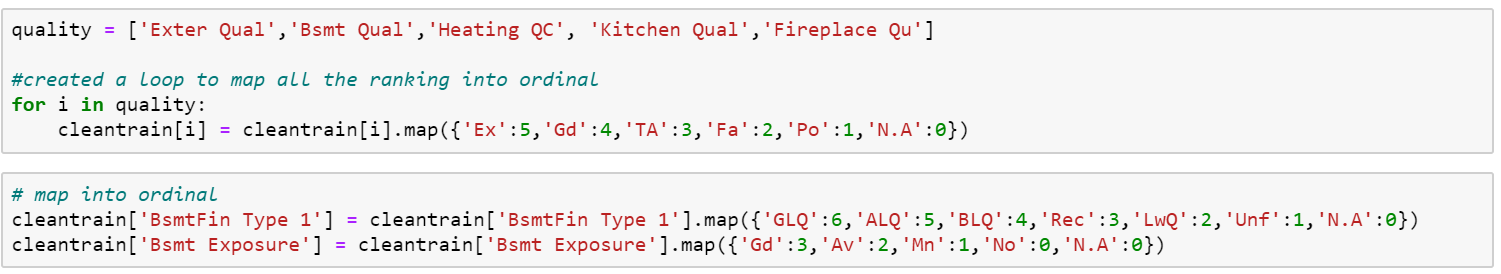 quality = ['Exter Qual','Bsmt Qual','Heating QC', 'Kitchen Qual','Fireplace Qu']
#created a loop to map all the ranking into ordinal
for i in quality:
    cleantrain[i] = cleantrain[i].map({'Ex':5,'Gd':4,'TA':3,'Fa':2,'Po':1,'N.A':0})
# map into ordinal
cleantrain['BsmtFin Type 1'] = cleantrain['BsmtFin Type 1'].map({'GLQ':6,'ALQ':5,'BLQ':4,'Rec':3,'LwQ':2,'Unf':1,'N.A':0})
cleantrain['Bsmt Exposure'] = cleantrain['Bsmt Exposure'].map({'Gd':3,'Av':2,'Mn':1,'No':0,'N.A':0})